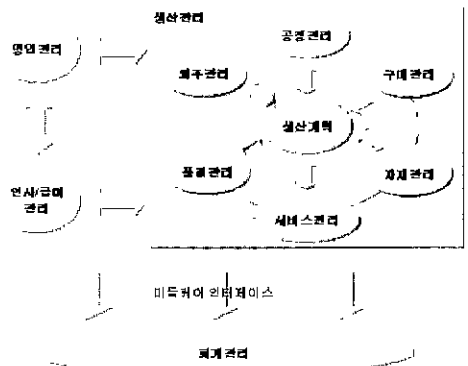 생산관리
공정관리
영업관리
외주관리
구매관리
생산계획
품질관리
자재관리
인사/급여
관리
서비스관리
미들웨어 인터페이스
회계관리